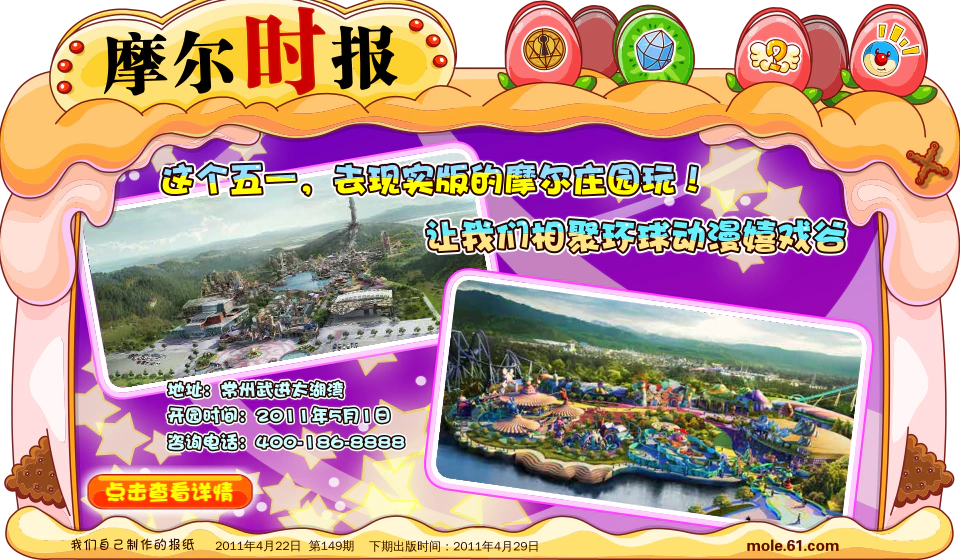 摩尔时报
这个五一，去现实版的摩尔庄园玩！
让我们相聚环球动漫嬉戏谷
地址：常州武进太湖湾
开园时间：2011年5月1日
咨询电话：400-186-8888
点击查看详情
我们自己制作的报纸 2011年4月22日 第149期 下期出版时间：2011年4月29日 mole.61.com